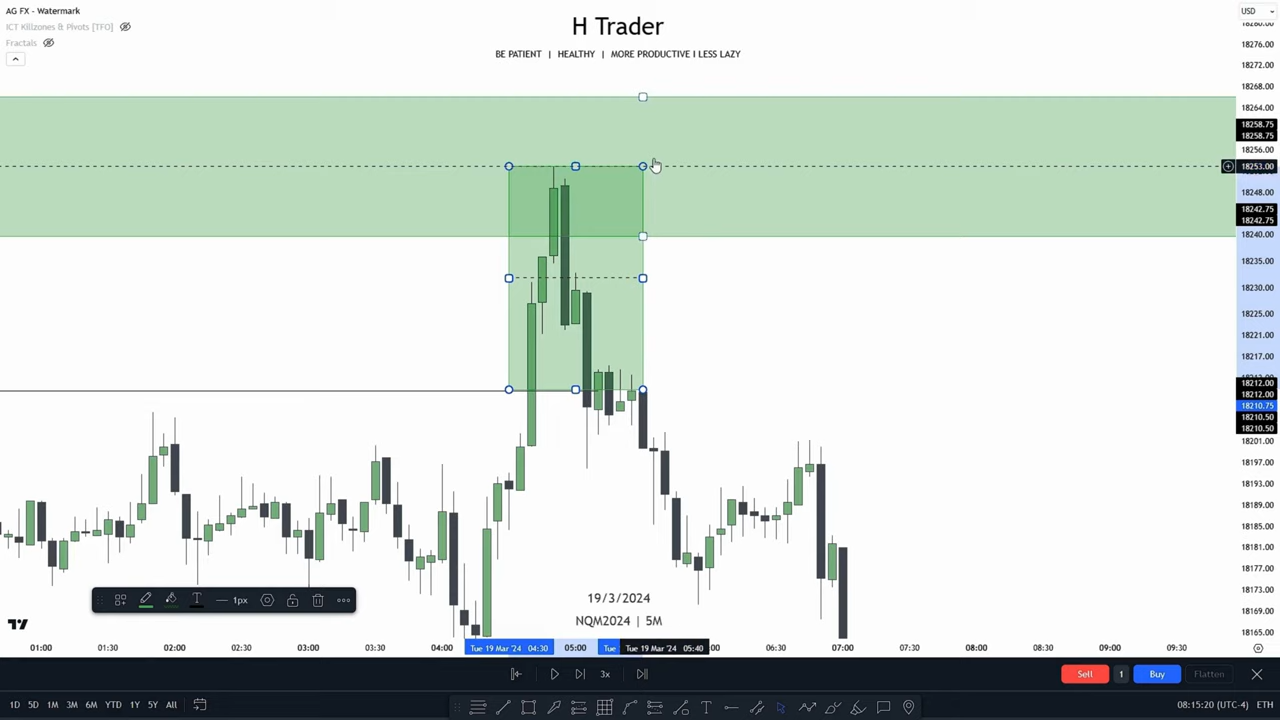 AG FX - Watermark
ICT Killzones & Pivots [TFO]
Fractals
H Trader
BE PATIENT | HEALTHY | MORE PRODUCTIVE I LESS LAZY
USD
18280.00
18276.00
18272.00
18268.00
18264.00
18258.75
18258.75
18256.00
18253.00
18248.00
18242.75
18242.75
18240.00
18235.00
18230.00
18225.00
18221.00
18217.00
18212.00
18212.00
18210.75
18210.50
18210.50
18201.00
18197.00
18193.00
18189.00
18185.00
18181.00
18177.00
18173.00
18169.00
18165.00
1px
19/3/2024
NQM2024 | 5M
01:00 01:30 02:00 02:30 03:00 03:30 04:00 Tue 19 Mar '24 04:30 05:00 Tue Tue 19 Mar '24 05:40 :00 06:30 07:00 07:30 08:00 08:30 09:00 09:30
3x
Sell 1 Buy Flatten
1D 5D 1M 3M 6M YTD 1Y 5Y All
08:15:20 (UTC-4) ETH